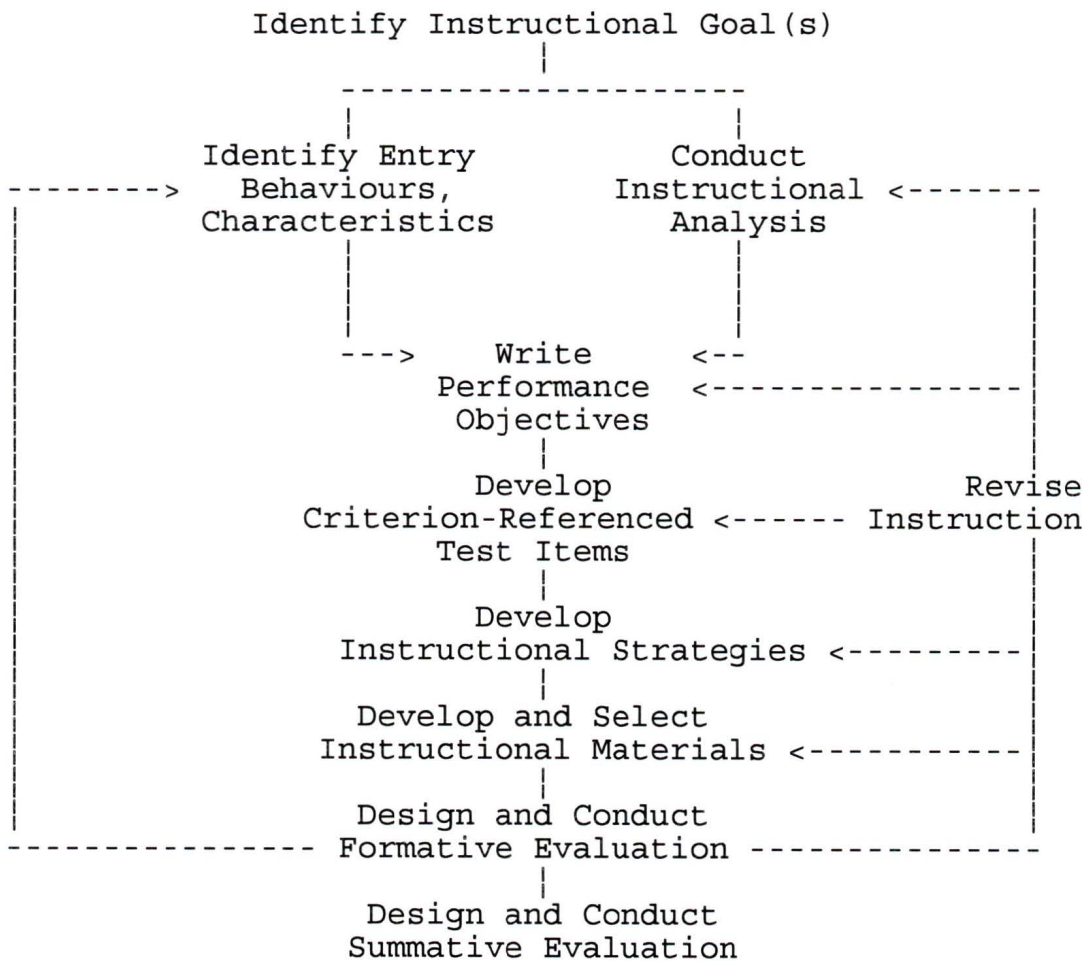 Identify Instructional Goal(s)
Identify Entry
Behaviours,
Characteristics
Conduct
Instructional
Analysis
Write
Performance
Objectives
Develop
Criterion-Referenced
Test Items
Revise
Instruction
Develop
Instructional Strategies
Develop and Select
Instructional Materials
Design and Conduct
Formative Evaluation
Design and Conduct
Summative Evaluation